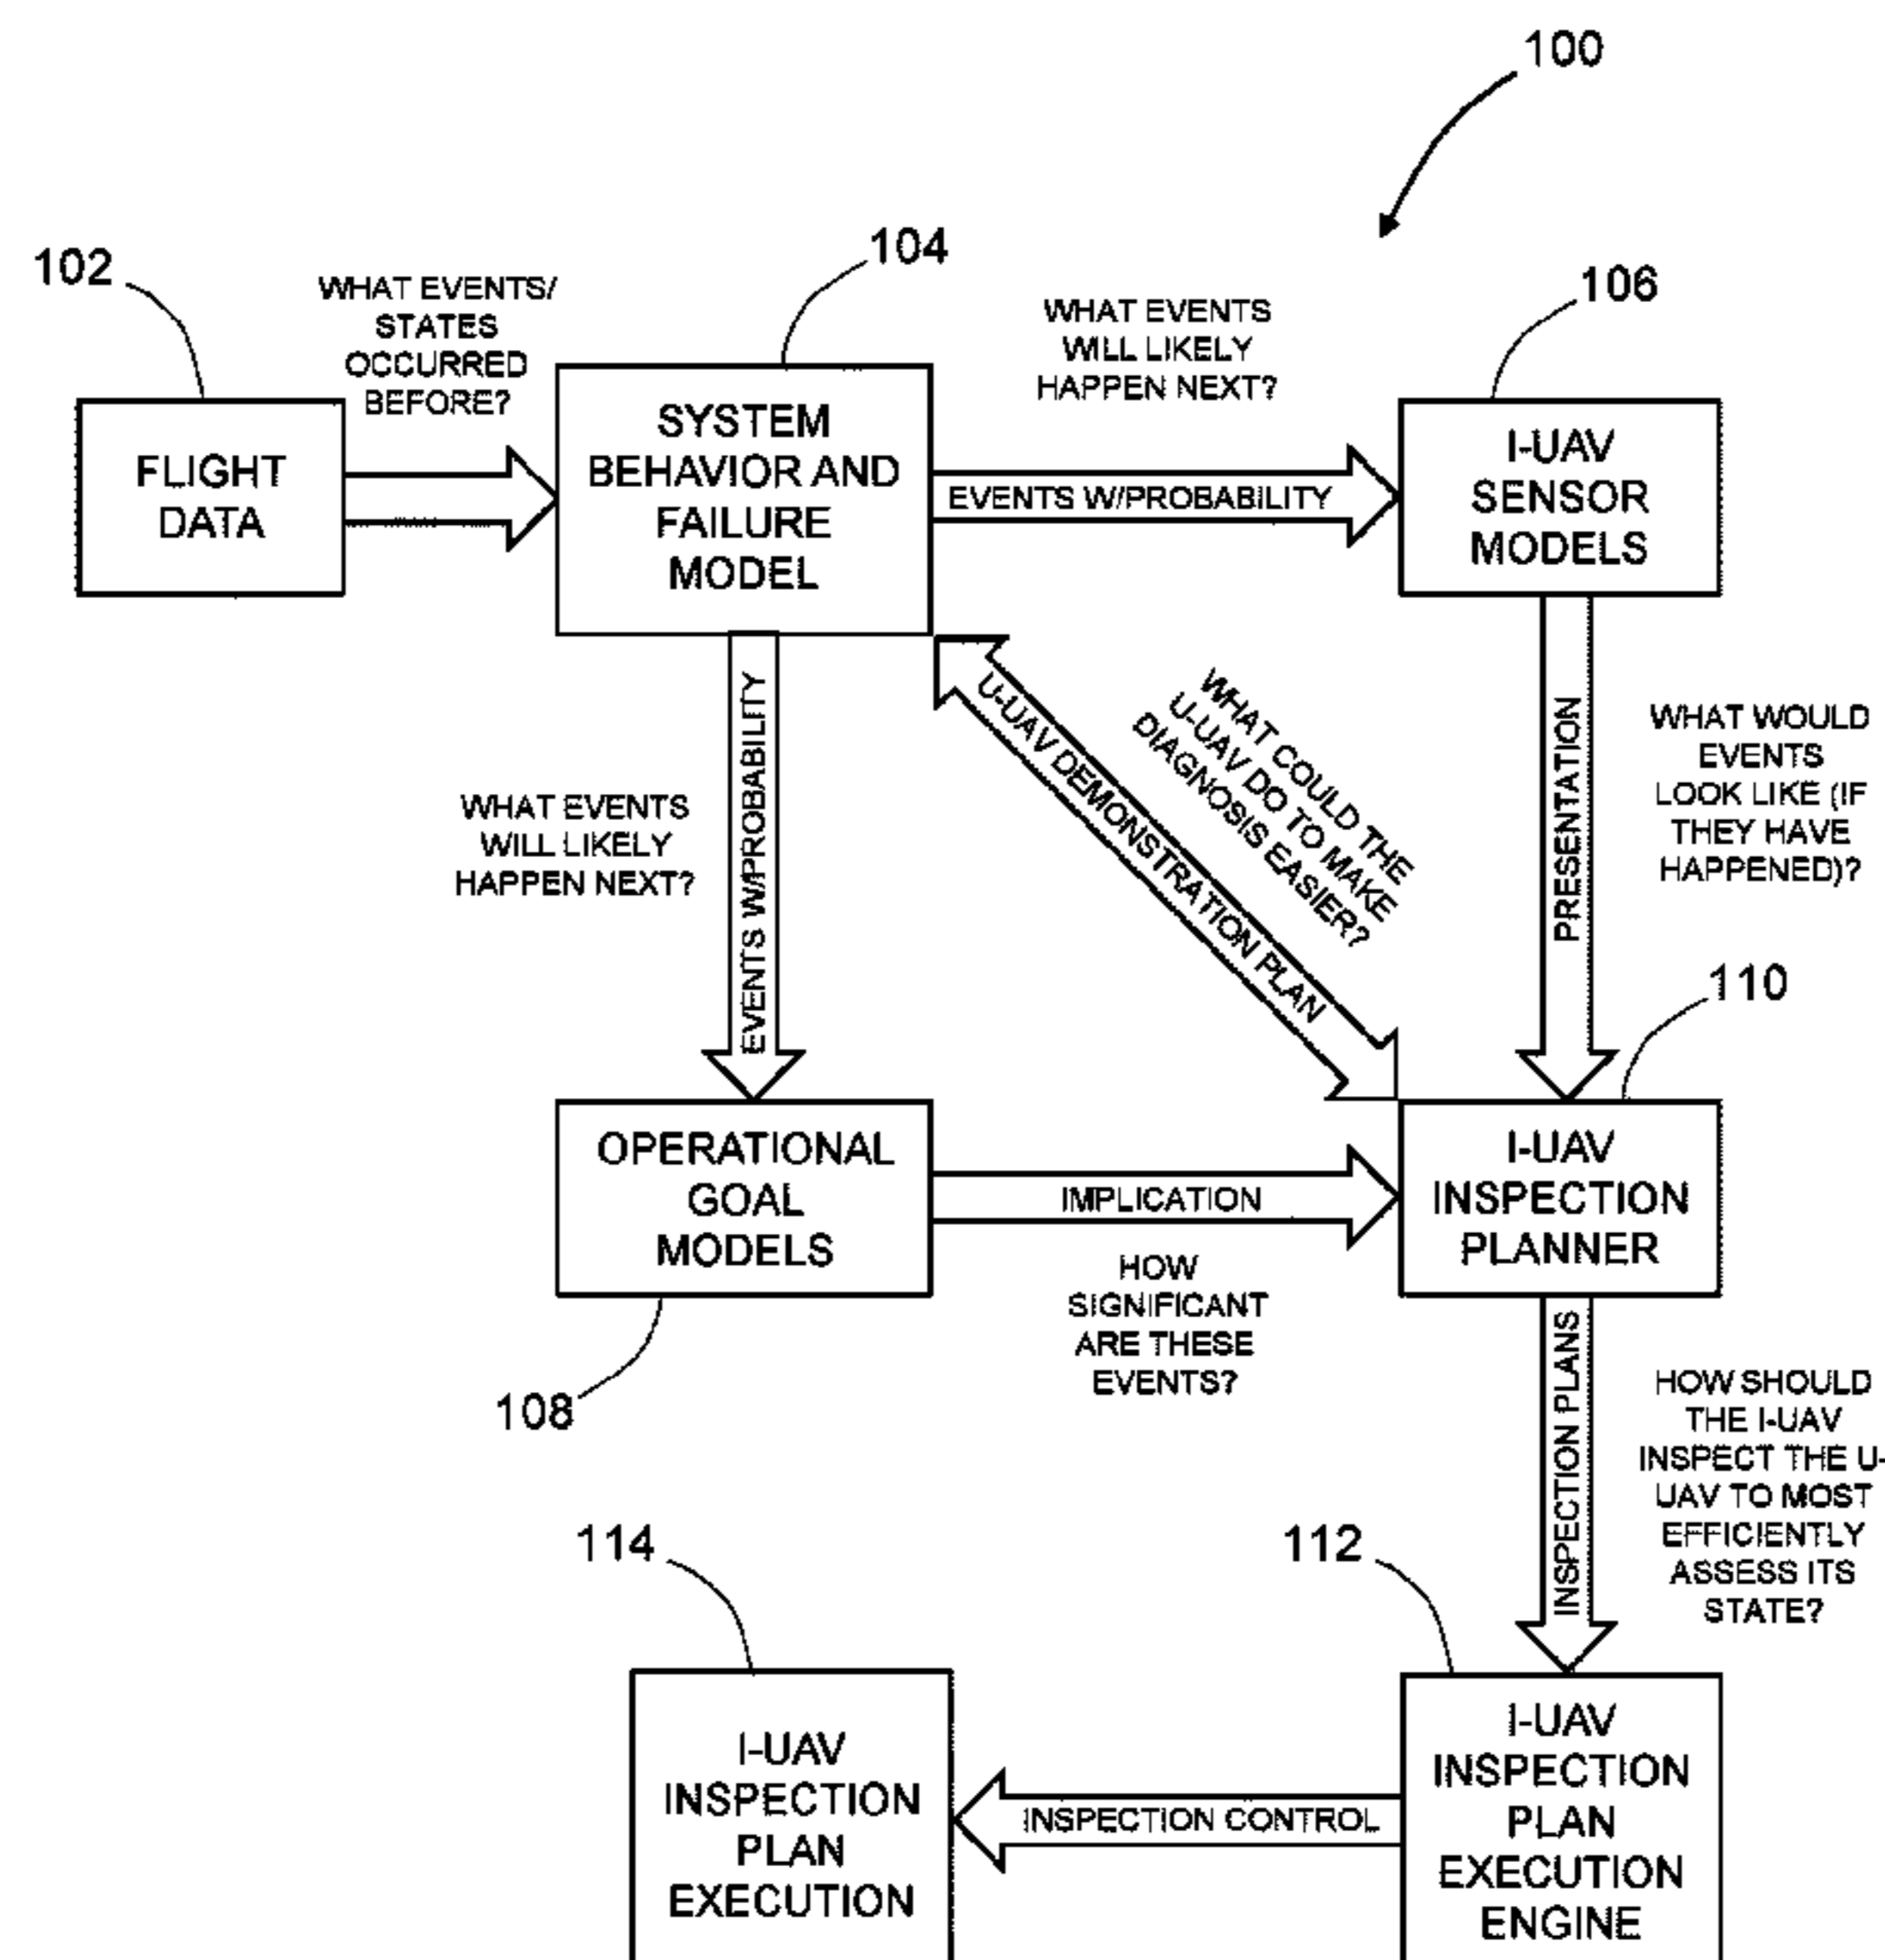 100
102
WHAT EVENTS/
STATES
OCCURRED
BEFORE?
104
WHAT EVENTS
WILL LIKELY
HAPPEN NEXT?
106
FLIGHT
DATA
SYSTEM
BEHAVIOR AND
FAILURE
MODEL
EVENTS W/PROBABILITY
I-UAV
SENSOR
MODELS
WHAT EVENTS
WILL LIKELY
HAPPEN NEXT?
EVENTS W/PROBABILITY
U-UAV DEMONSTRATION PLAN
WHAT COULD THE
U-UAV DO TO MAKE
DIAGNOSIS EASIER?
PRESENTATION
WHAT WOULD
EVENTS
LOOK LIKE (IF
THEY HAVE
HAPPENED)?
110
OPERATIONAL
GOAL
MODELS
108
IMPLICATION
HOW
SIGNIFICANT
ARE THESE
EVENTS?
I-UAV
INSPECTION
PLANNER
INSPECTION PLANS
HOW SHOULD
THE I-UAV
INSPECT THE U-
UAV TO MOST
EFFICIENTLY
ASSESS ITS
STATE?
114
112
I-UAV
INSPECTION
PLAN
EXECUTION
INSPECTION CONTROL
I-UAV
INSPECTION
PLAN
EXECUTION
ENGINE